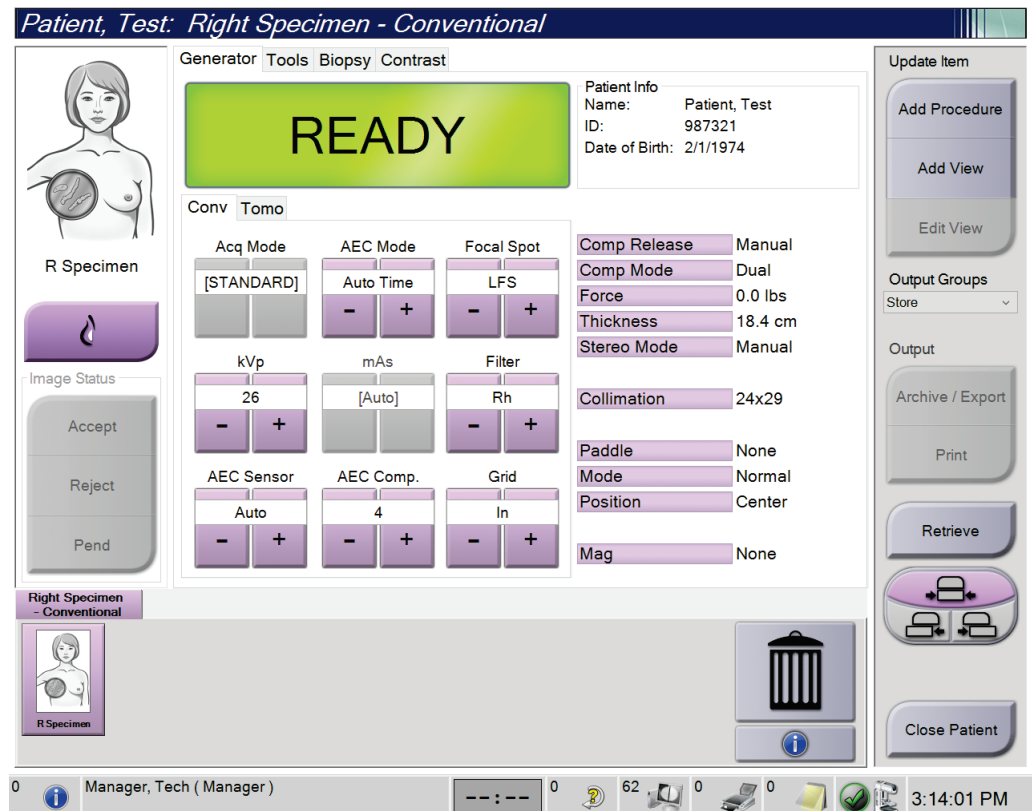 Patient, Test: Right Specimen - Conventional
Generator Tools Biopsy Contrast
READY
Patient Info
Name: Patient, Test
ID: 987321
Date of Birth: 2/1/1974
R Specimen
Image Status
Accept
Reject
Pend
Conv Tomo
Acq Mode AEC Mode Focal Spot
[STANDARD] Auto Time LFS
- + - +
kVp mAs Filter
26 [Auto] Rh
- + - +
AEC Sensor AEC Comp. Grid
Auto 4 In
- + - + - +
Comp Release Manual
Comp Mode Dual
Force 0.0 lbs
Thickness 18.4 cm
Stereo Mode Manual
Collimation 24x29
Paddle None
Mode Normal
Position Center
Mag None
Update Item
Add Procedure
Add View
Edit View
Output Groups
Store
Output
Archive / Export
Print
Retrieve
Close Patient
Right Specimen
- Conventional
R Specimen
0 Manager, Tech ( Manager ) --:-- 0 62 0 0 3:14:01 PM